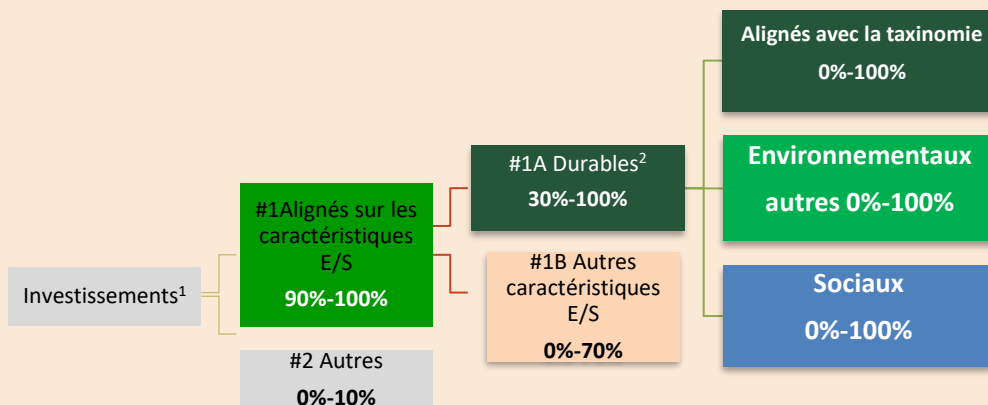 Investissements¹
#1Alignés sur les
caractéristiques
E/S
90%-100%
#2 Autres
0%-10%
#1A Durables²
30%-100%
#1B Autres
caractéristiques
E/S
0%-70%
Alignés avec la taxinomie
0%-100%
Environnementaux
autres 0%-100%
Sociaux
0%-100%